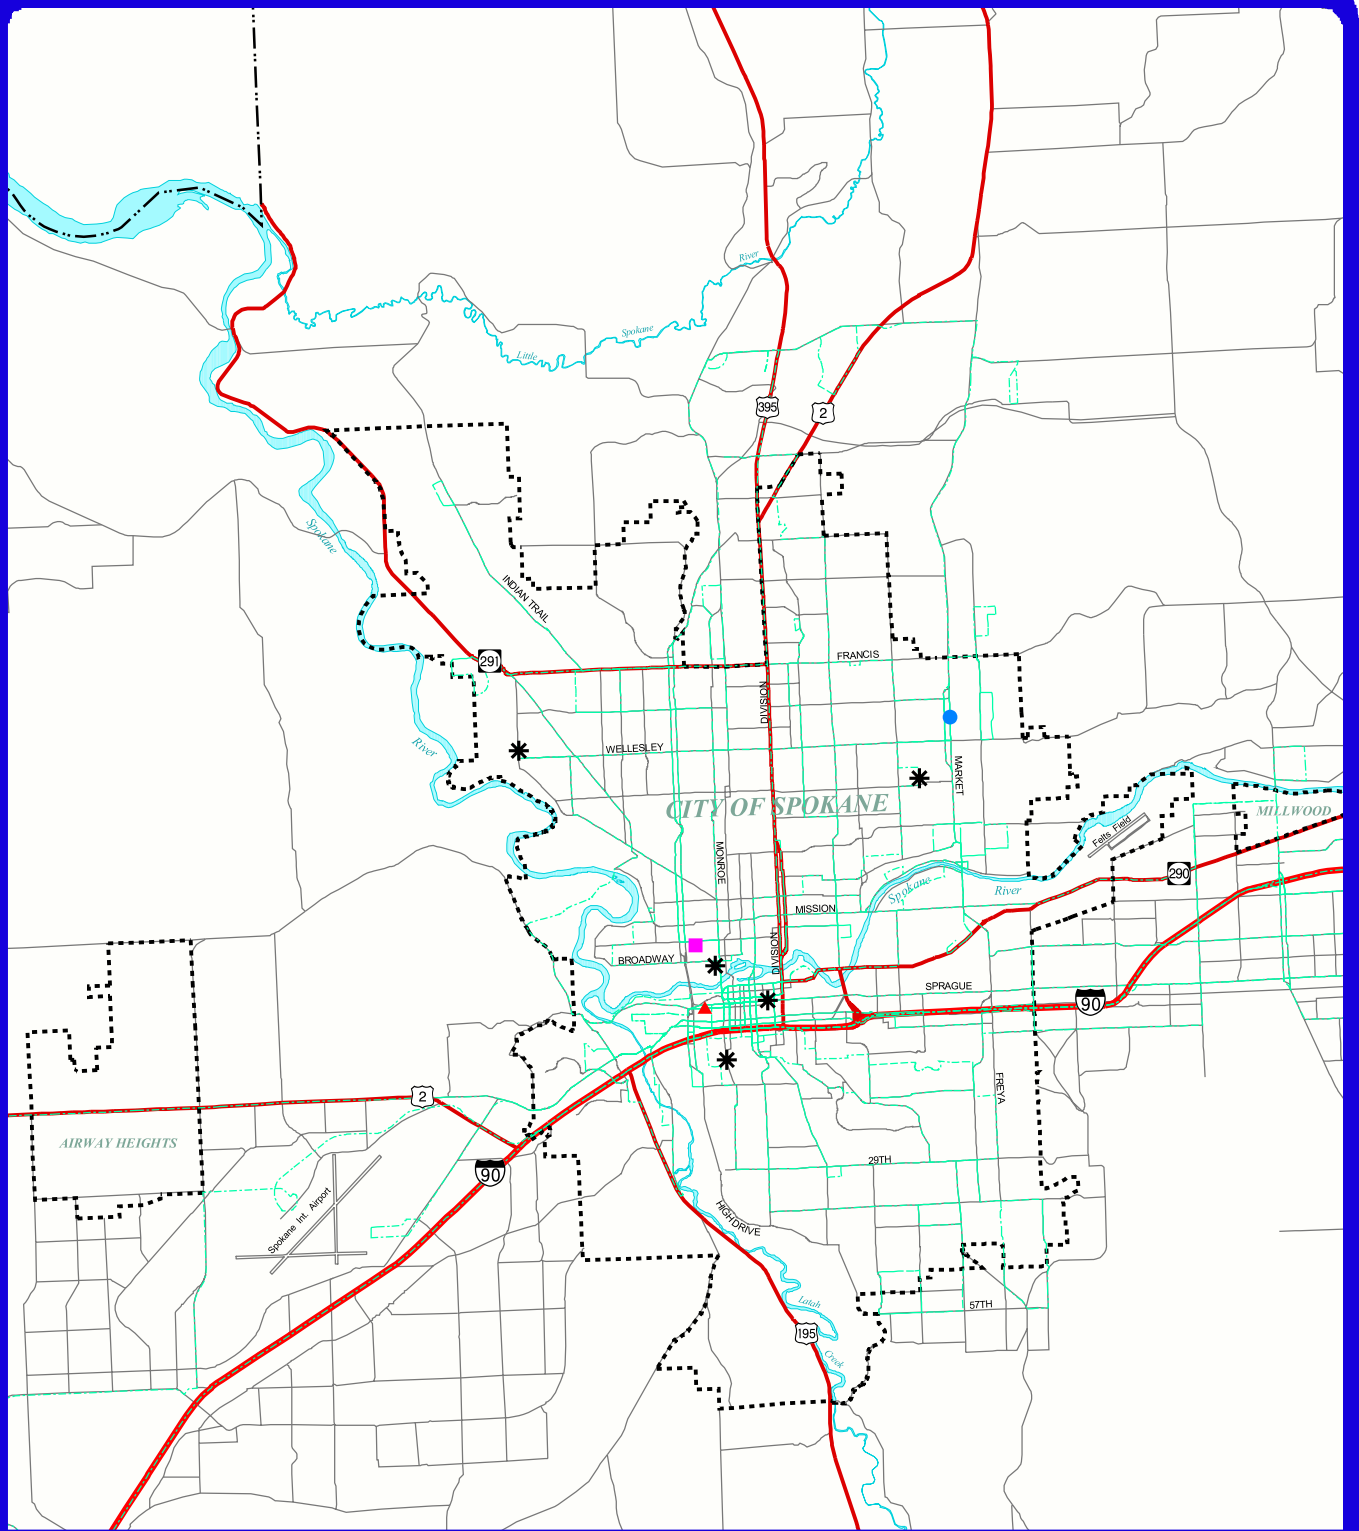 River
Spokane
Little
395
2
Spokane
INDIAN TRAIL
291
FRANCIS
DIVISION
River
WELLESLEY
MARKET
CITY OF SPOKANE
MILLWOOD
Felts Field
MONROE
290
Spokane
River
MISSION
DIVISION
BROADWAY
SPRAGUE
90
2
FREYA
AIRWAY HEIGHTS
29TH
90
Spokane Int. Airport
HIGH DRIVE
Latah
57TH
195
Creek